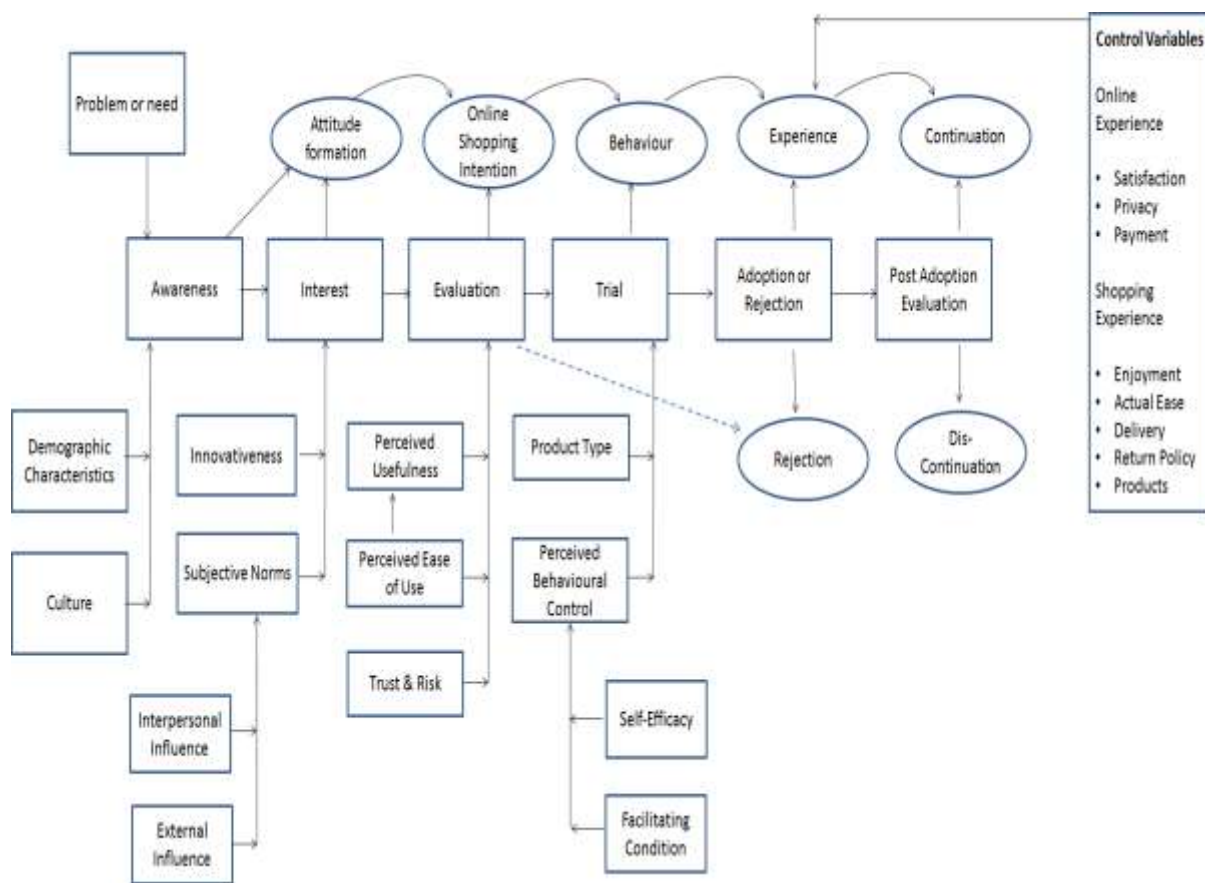 Control Variables
Problem or need
Attitude
formation
Online
Shopping
Intention
Behaviour
Experience
Continuation
Online
Experience
• Satisfaction
• Privacy
• Payment
Awareness
Interest
Evaluation
Trial
Adoption or
Rejection
Post Adoption
Evaluation
Shopping
Experience
• Enjoyment
• Actual Ease
• Delivery
• Return Policy
• Products
Demographic
Characteristics
Innovativeness
Perceived
Usefulness
Product Type
Rejection
Dis-
Continuation
Culture
Subjective Norms
Perceived Ease
of Use
Perceived
Behavioural
Control
Trust & Risk
Interpersonal
Influence
Self-Efficacy
External
Influence
Facilitating
Condition